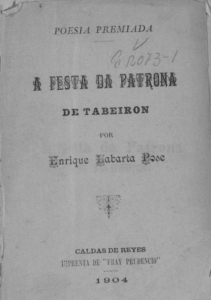 POESIA PREMIADA
A FESTA DA PATRONA
DE TABEIRON
POR
Enrique Labarta Pose
CALDAS DE REYES
IMPRENTA DE "FRAY PRUDENCIO"
1904